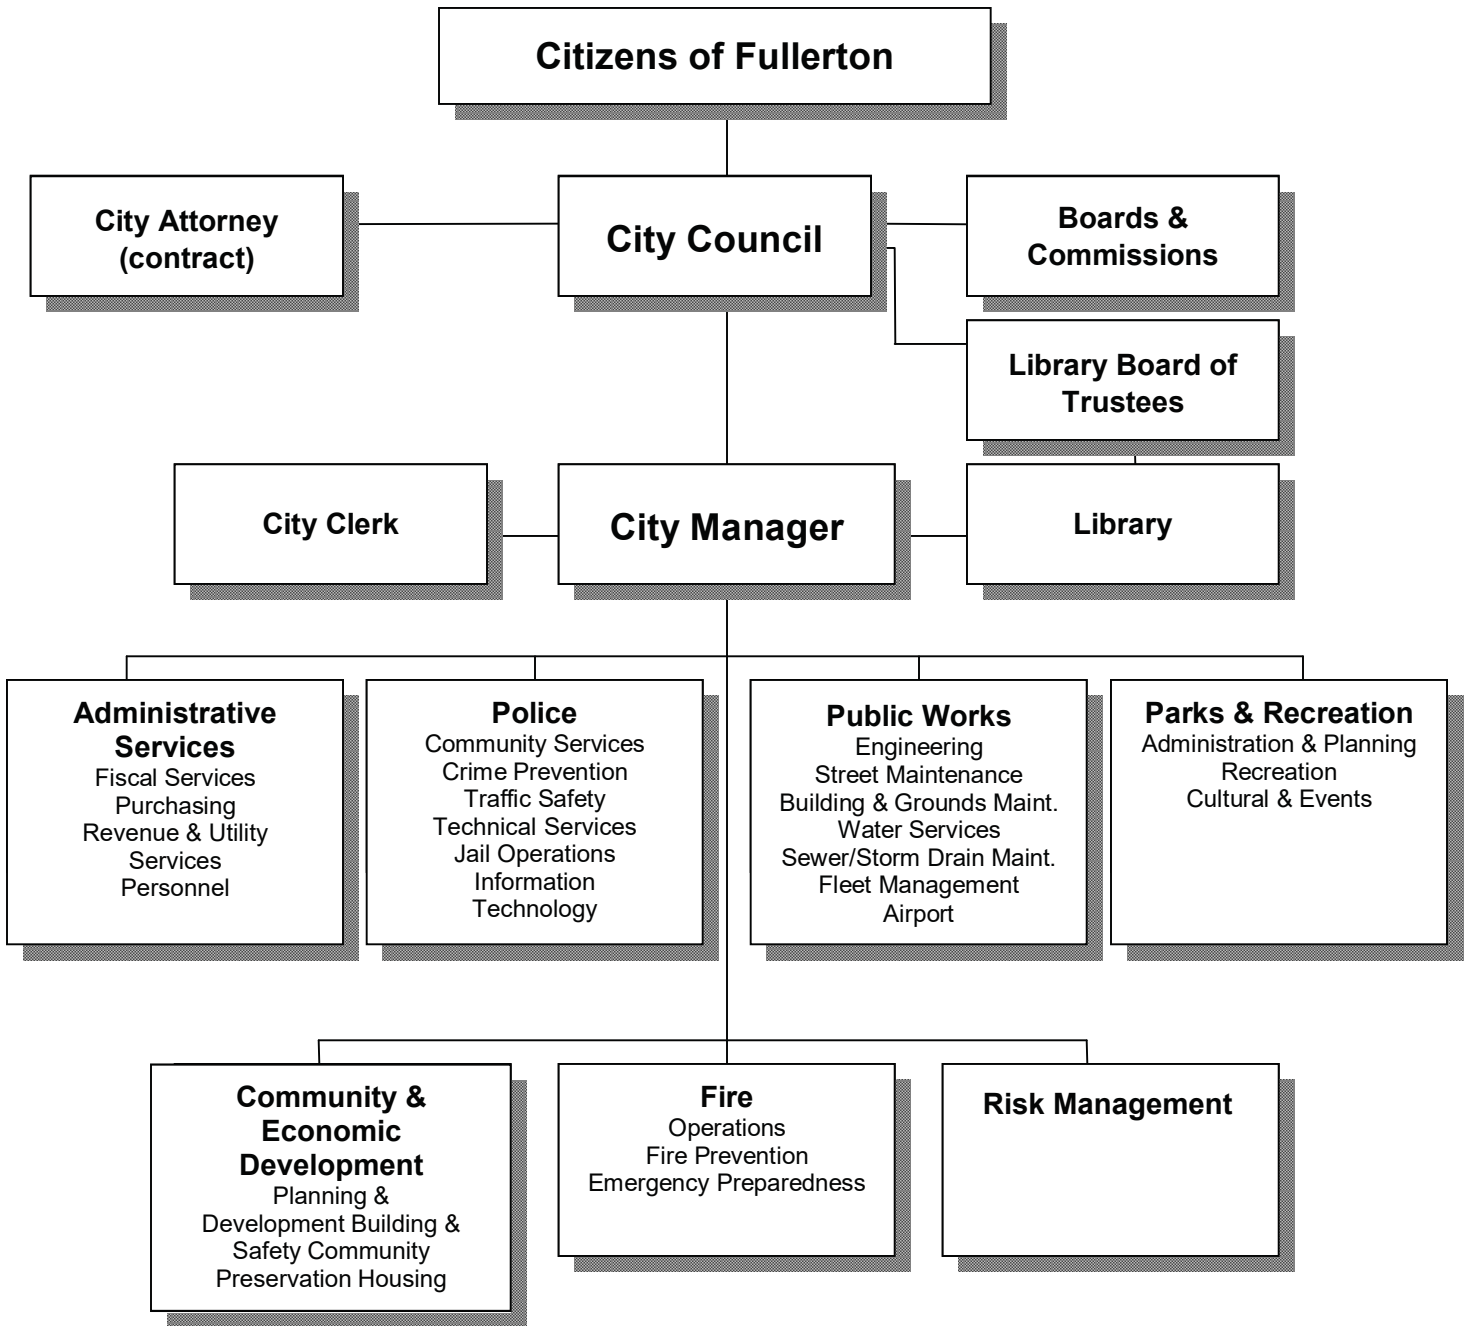 Citizens of Fullerton
City Attorney
(contract)
City Council
Boards &
Commissions
Library Board of
Trustees
City Clerk
City Manager
Library
Administrative
Services
Fiscal Services
Purchasing
Revenue & Utility
Services
Personnel
Police
Community Services
Crime Prevention
Traffic Safety
Technical Services
Jail Operations
Information
Technology
Public Works
Engineering
Street Maintenance
Building & Grounds Maint.
Water Services
Sewer/Storm Drain Maint.
Fleet Management
Airport
Parks & Recreation
Administration & Planning
Recreation
Cultural & Events
Community &
Economic
Development
Planning &
Development Building &
Safety Community
Preservation Housing
Fire
Operations
Fire Prevention
Emergency Preparedness
Risk Management